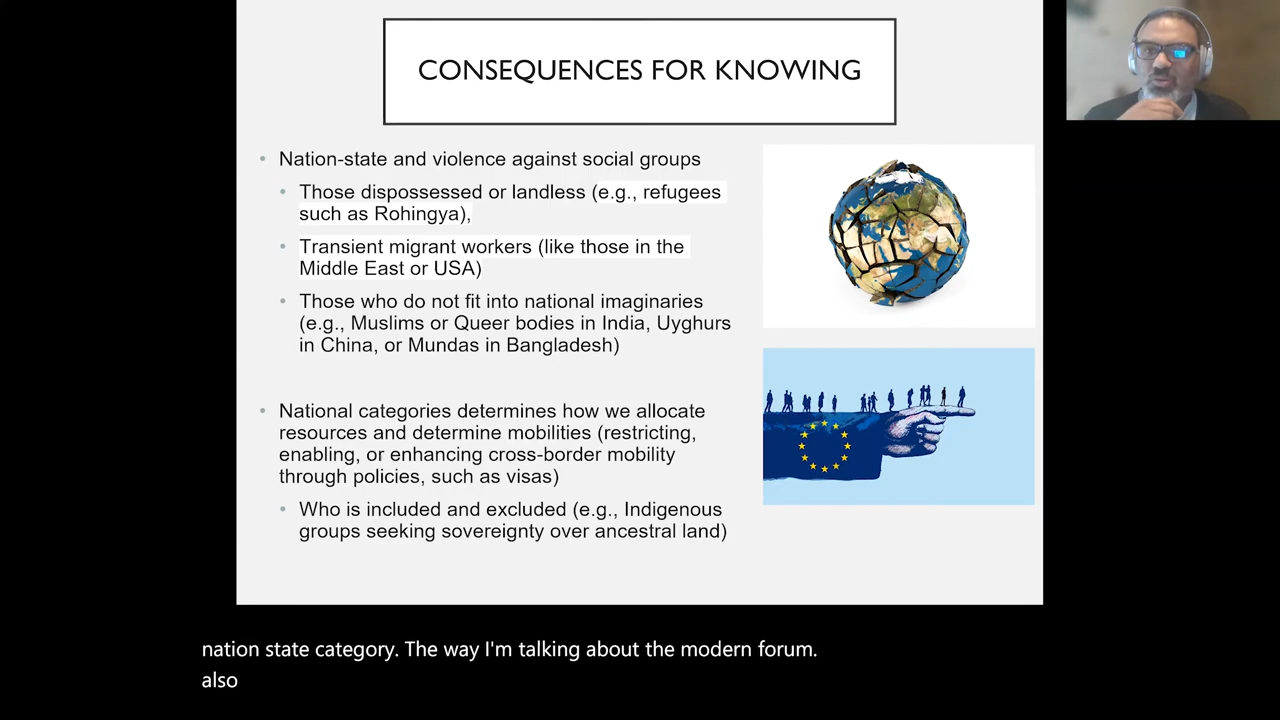 CONSEQUENCES FOR KNOWING
• Nation-state and violence against social groups
• Those dispossessed or landless (e.g., refugees
such as Rohingya),
• Transient migrant workers (like those in the
Middle East or USA)
• Those who do not fit into national imaginaries
(e.g., Muslims or Queer bodies in India, Uyghurs
in China, or Mundas in Bangladesh)
• National categories determines how we allocate
resources and determine mobilities (restricting,
enabling, or enhancing cross-border mobility
through policies, such as visas)
• Who is included and excluded (e.g., Indigenous
groups seeking sovereignty over ancestral land)
nation state category. The way I'm talking about the modern forum.
also